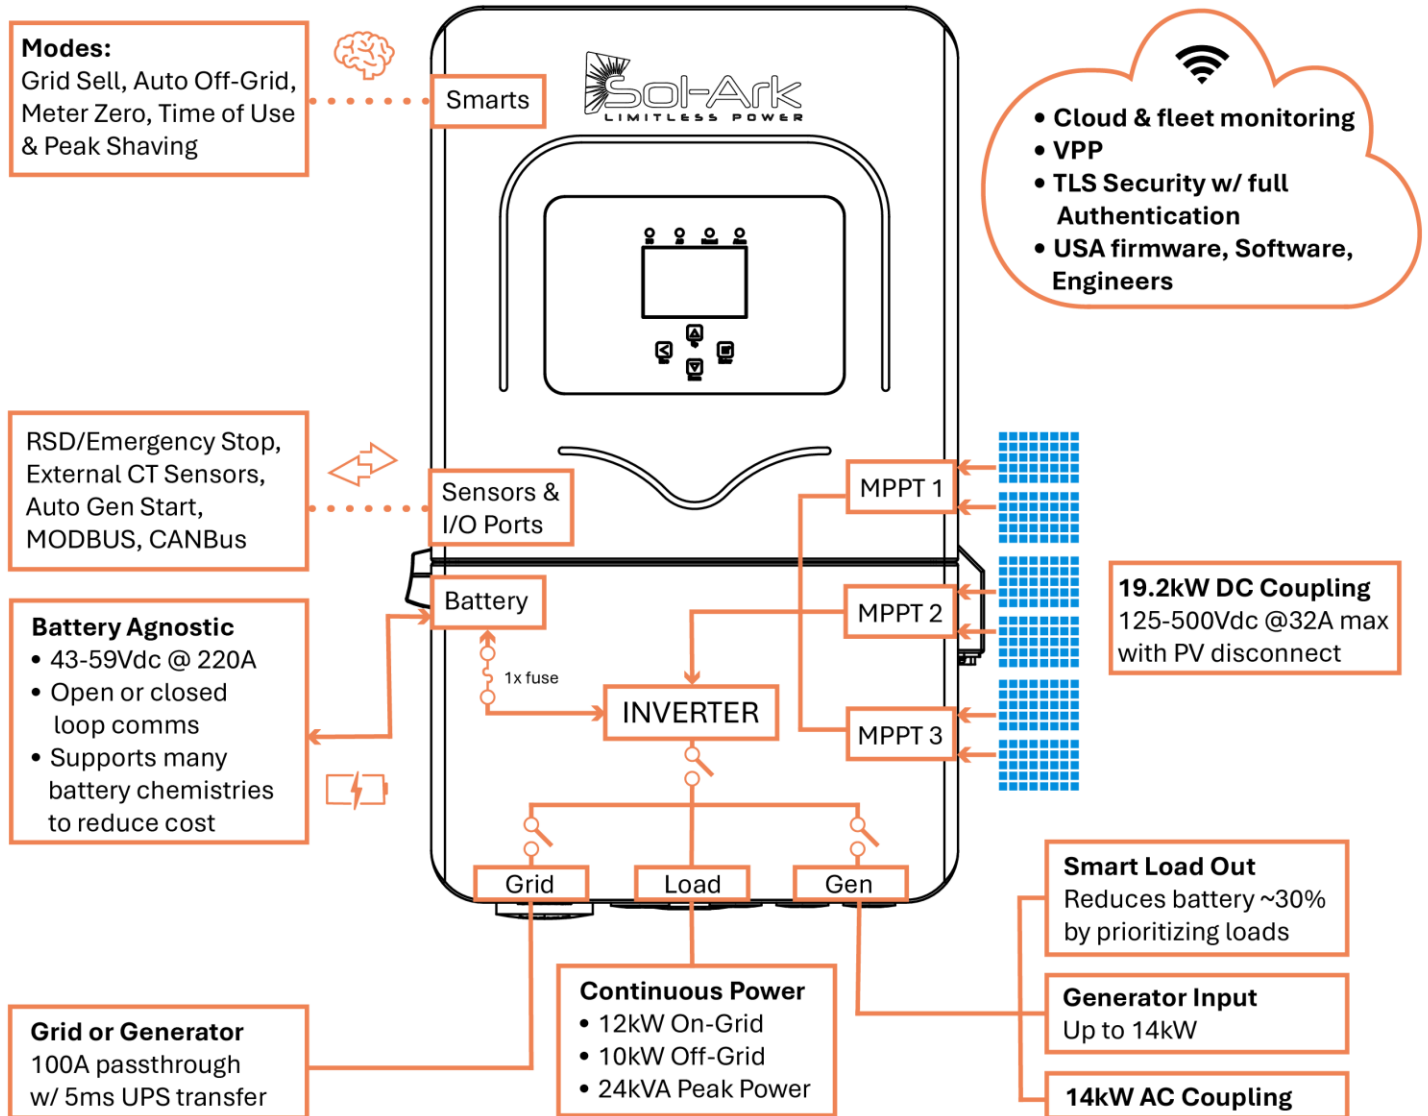 Modes:
Grid Sell, Auto Off-Grid,
Meter Zero, Time of Use
& Peak Shaving
Smarts
Sol-Ark
LIMITLESS POWER
• Cloud & fleet monitoring
• VPP
• TLS Security w/ full
Authentication
• USA firmware, Software,
Engineers
RSD/Emergency Stop,
External CT Sensors,
Auto Gen Start,
MODBUS, CANBus
Sensors &
I/O Ports
MPPT 1
Battery Agnostic
• 43-59Vdc @ 220A
• Open or closed
loop comms
• Supports many
battery chemistries
to reduce cost
Battery
1x fuse
MPPT 2
INVERTER
MPPT 3
19.2kW DC Coupling
125-500Vdc @32A max
with PV disconnect
Grid
Load
Gen
Smart Load Out
Reduces battery ~30%
by prioritizing loads
Generator Input
Up to 14kW
14kW AC Coupling
Continuous Power
• 12kW On-Grid
• 10kW Off-Grid
• 24kVA Peak Power
Grid or Generator
100A passthrough
w/ 5ms UPS transfer